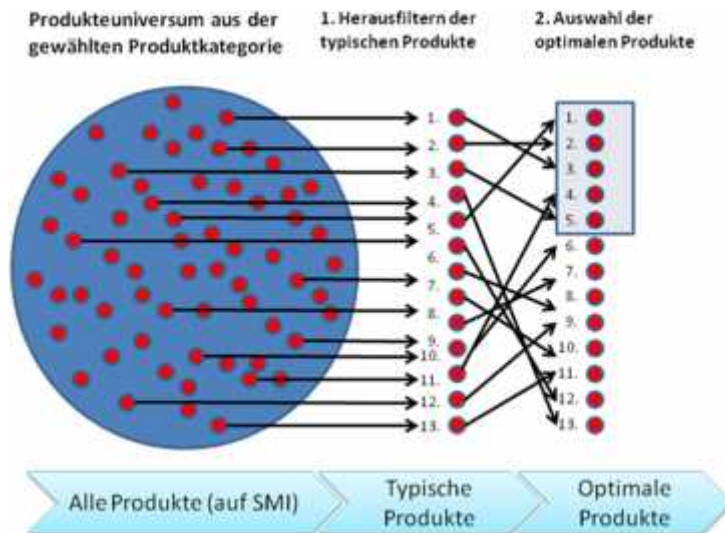 Produkteuniversum aus der
gewählten Produktkategorie
1. Herausfiltern der
typischen Produkte
2. Auswahl der
optimalen Produkte
1.
2.
3.
4.
5.
6.
7.
8.
9.
10.
11.
12.
13.
1.
2.
3.
4.
5.
6.
7.
8.
9.
10.
11.
12.
13.
Alle Produkte (auf SMI)
Typische
Produkte
Optimale
Produkte